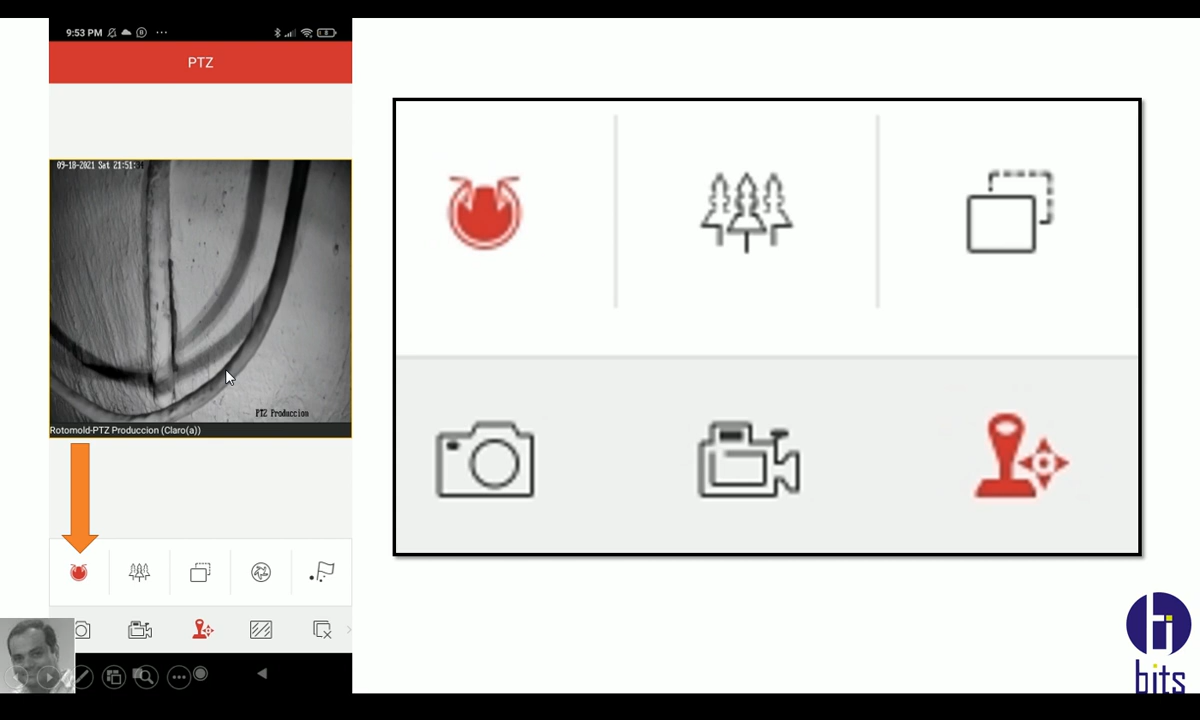 9:53 PM
PTZ
09-18-2021 Sat 21:51:
PTZ Produccion
Rotomold-PTZ Produccion (Claro(a))
bits